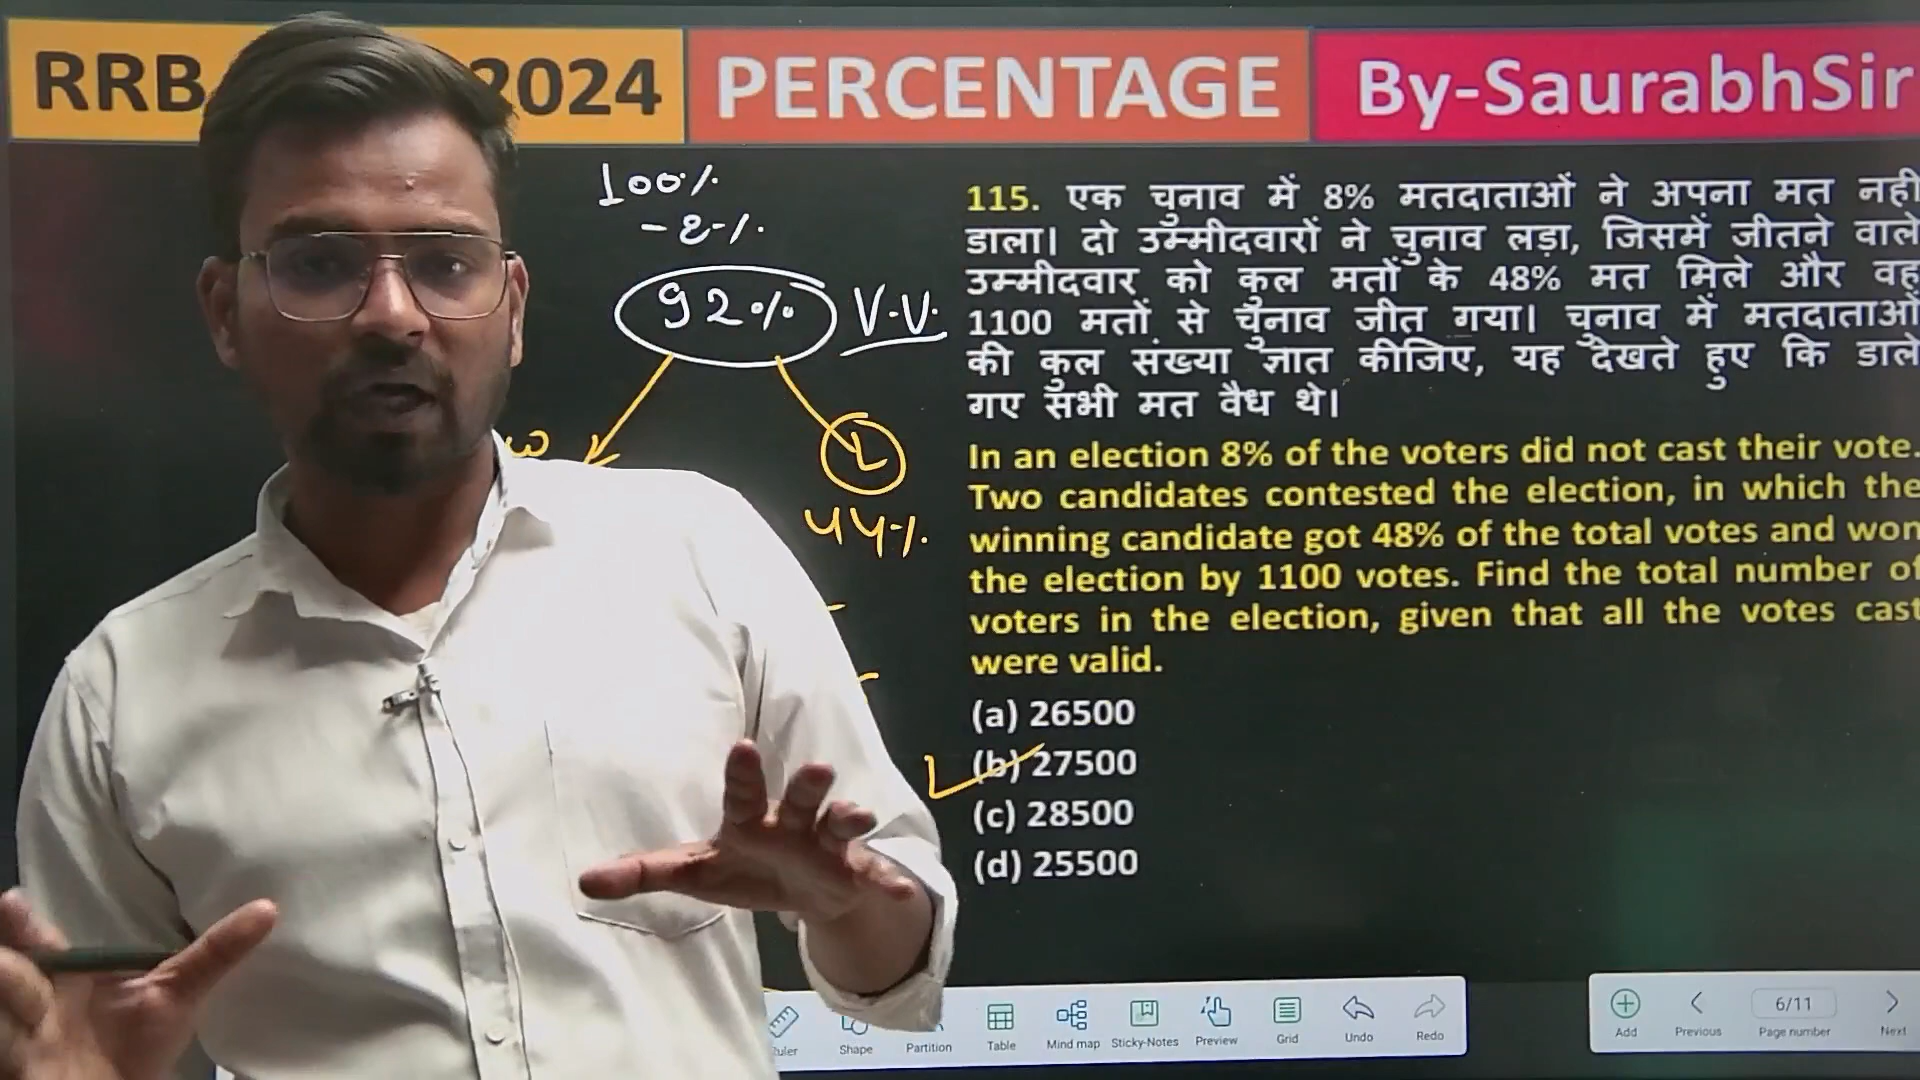 RRB 2024
PERCENTAGE
By-SaurabhSir
100%
-8%
92% V.V.
W
L
44%
115. एक चुनाव में 8% मतदाताओं ने अपना मत नही
डाला। दो उम्मीदवारों ने चुनाव लड़ा, जिसमें जीतने वाले
उम्मीदवार को कुल मतों के 48% मत मिले और वह
1100 मतों से चुनाव जीत गया। चुनाव में मतदाताओं
की कुल संख्या ज्ञात कीजिए, यह देखते हुए कि डाले
गए सभी मत वैध थे।
In an election 8% of the voters did not cast their vote.
Two candidates contested the election, in which the
winning candidate got 48% of the total votes and won
the election by 1100 votes. Find the total number of
voters in the election, given that all the votes cast
were valid.
(a) 26500
(b) 27500
(c) 28500
(d) 25500
Shape Partition Table Mind map Sticky-Notes Preview Grid Undo Redo
6/11
Add Previous Page number Next